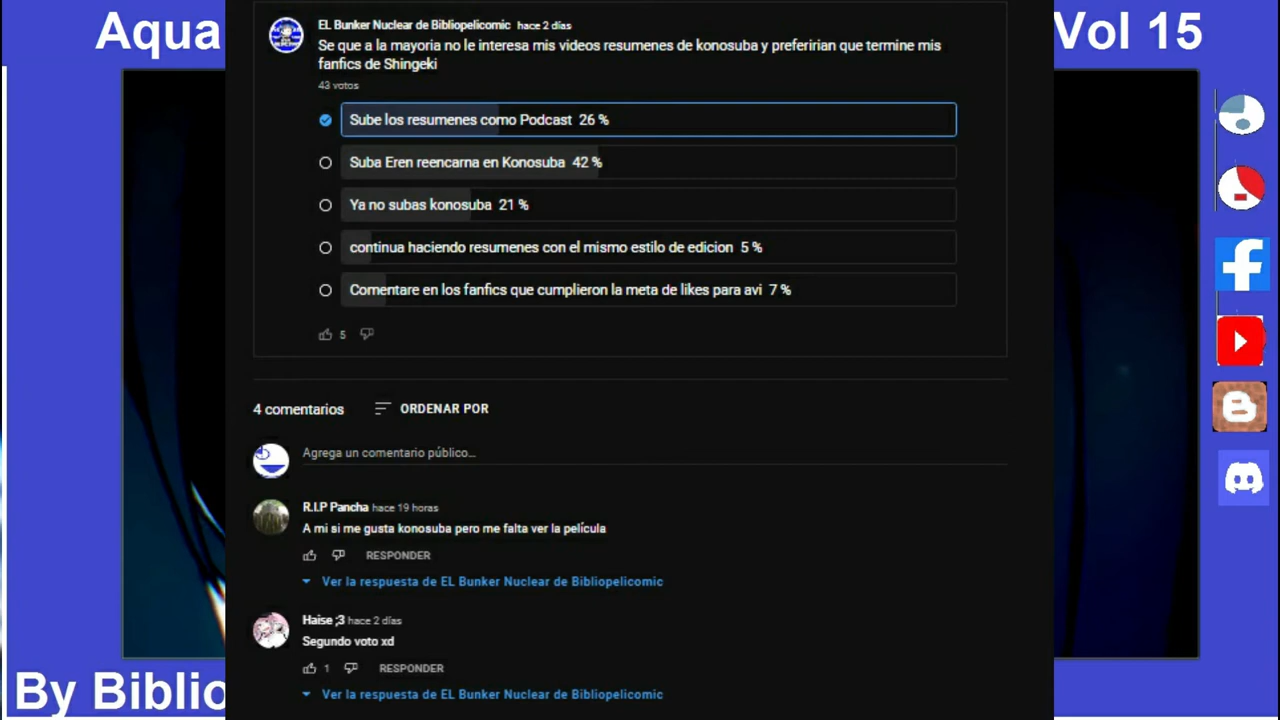 Aqua
Vol 15
EL Bunker Nuclear de Bibliopelicomic hace 2 días
Se que a la mayoria no le interesa mis videos resumenes de konosuba y preferirian que termine mis
fanfics de Shingeki
43 votos
Sube los resumenes como Podcast 26 %
Suba Eren reencarna en Konosuba 42 %
Ya no subas konosuba 21 %
continua haciendo resumenes con el mismo estilo de edicion 5 %
Comentare en los fanfics que cumplieron la meta de likes para avi 7 %
5
4 comentarios ORDENAR POR
Agrega un comentario público...
R.I.P Pancha hace 19 horas
A mi si me gusta konosuba pero me falta ver la película
RESPONDER
Ver la respuesta de EL Bunker Nuclear de Bibliopelicomic
Haise ;3 hace 2 días
Segundo voto xd
1 RESPONDER
Ver la respuesta de EL Bunker Nuclear de Bibliopelicomic
By Biblio